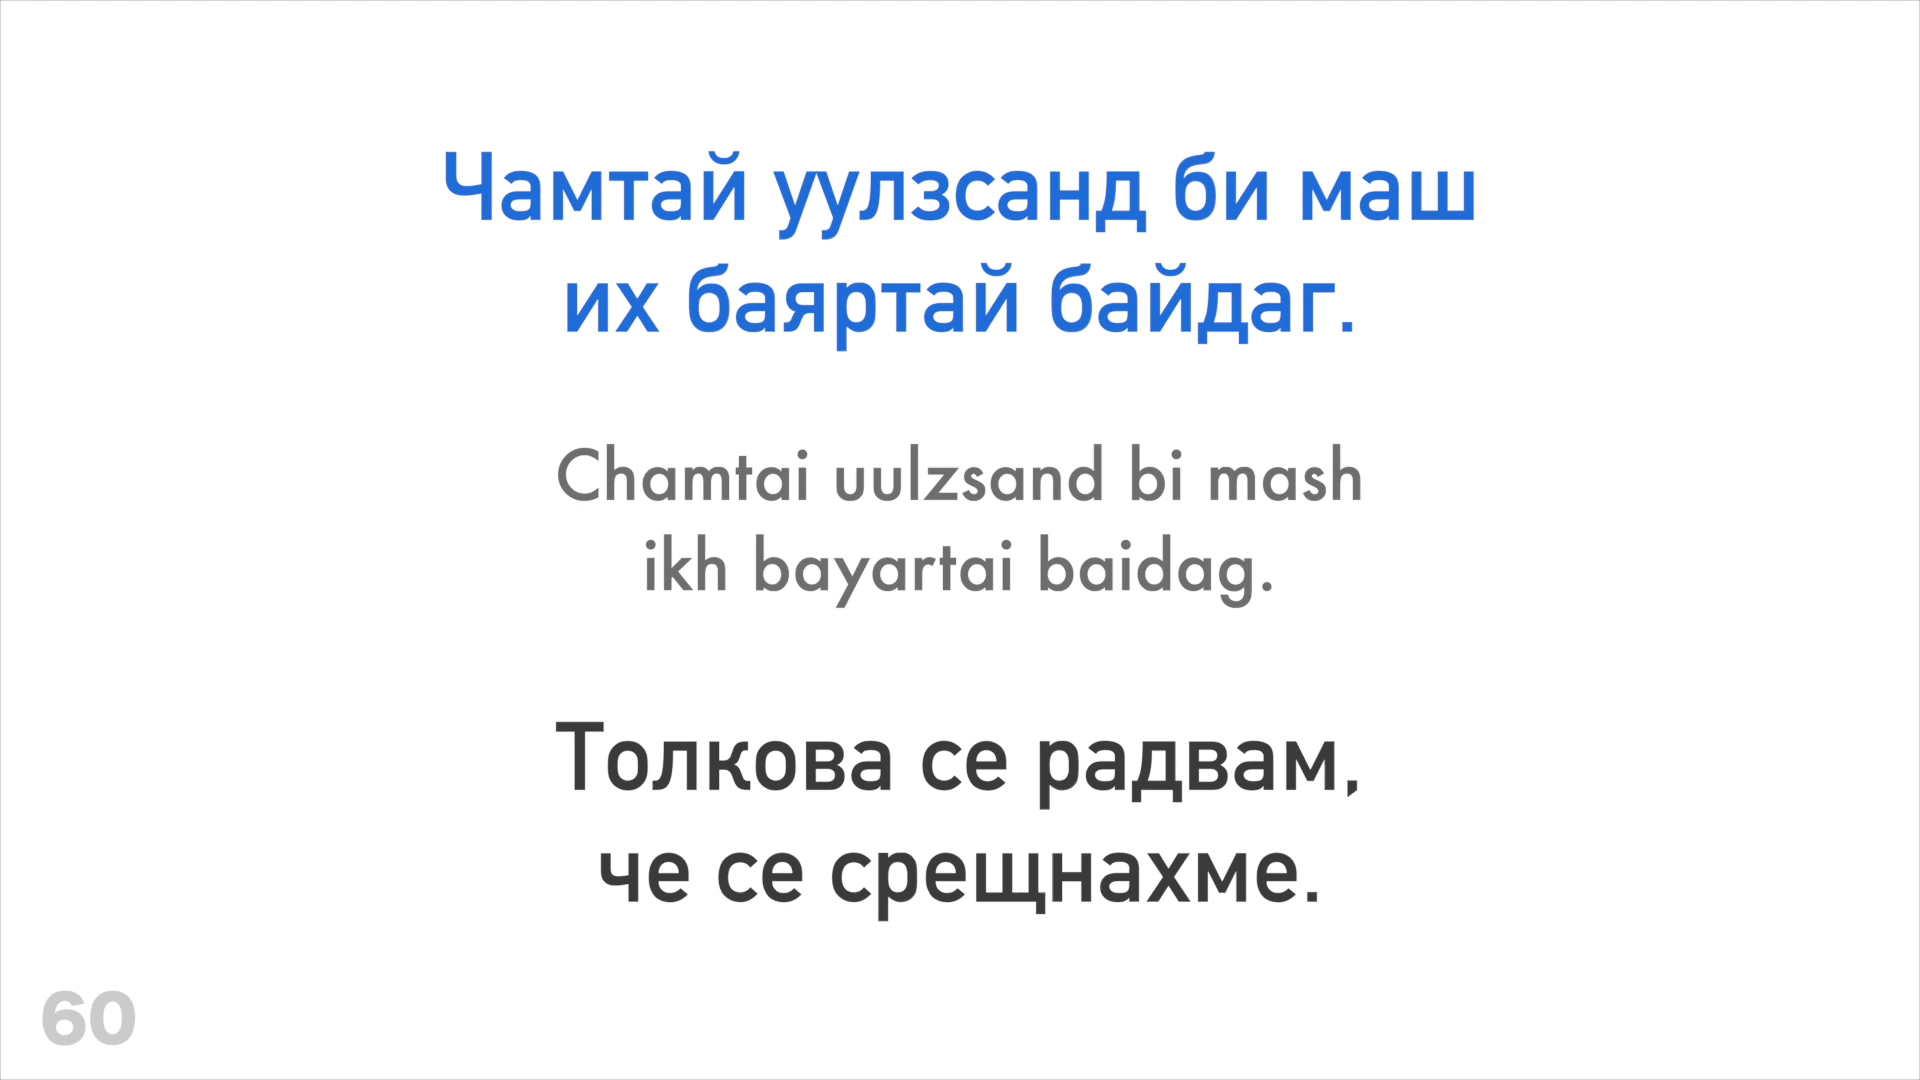 Чамтай уулзсанд би маш
их баяртай байдаг.
Chamtai uulzsand bi mash
ikh bayartai baidag.
Толкова се радвам,
че се срещнахме.
60